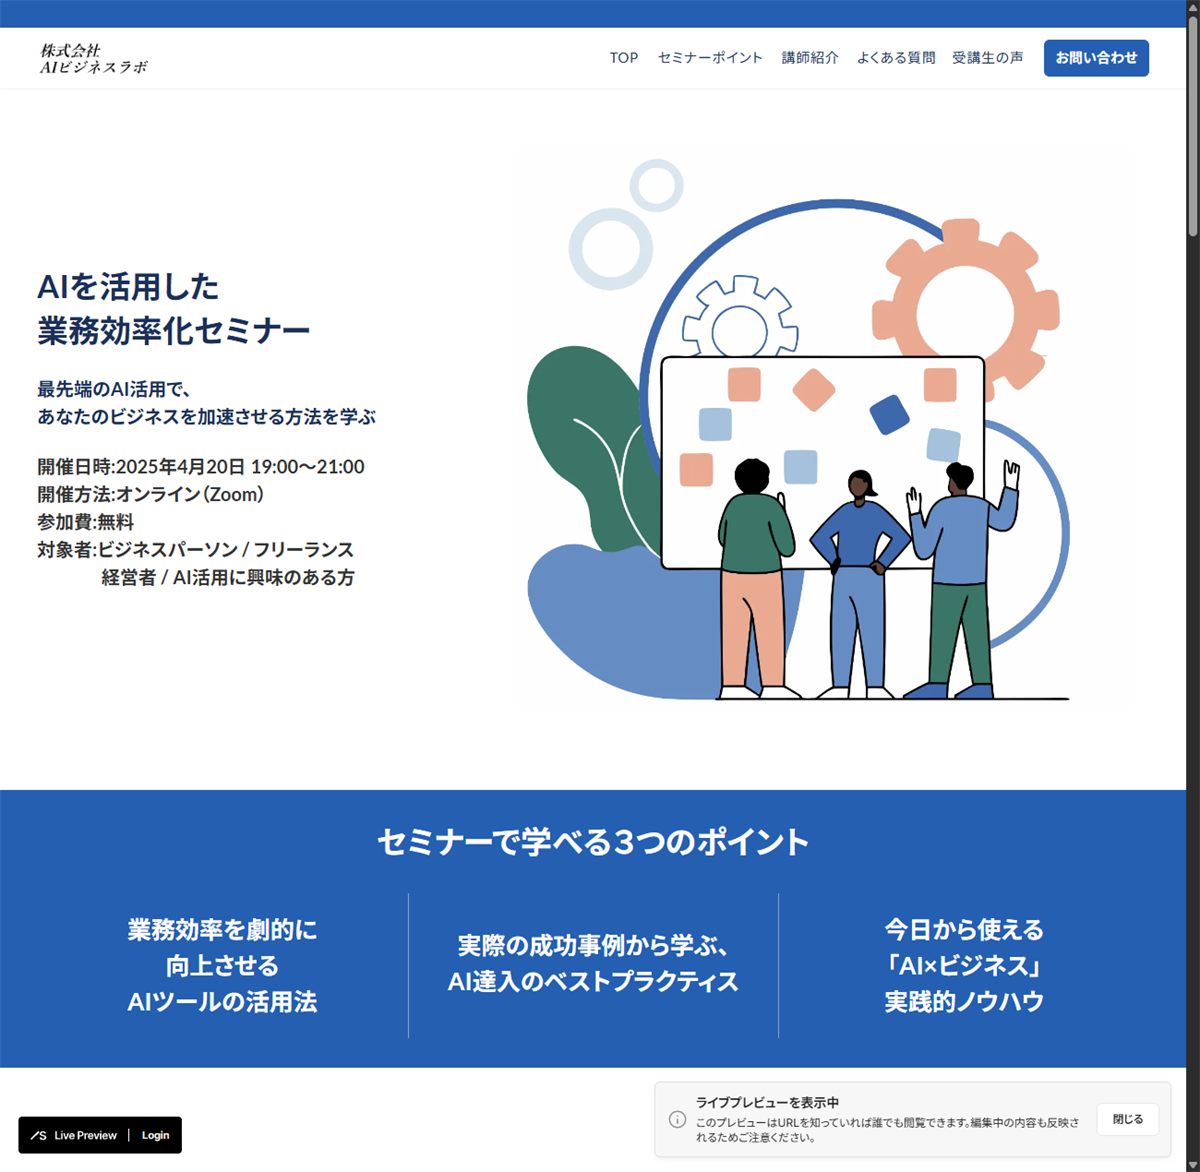 株式会社
AIビジネスラボ
TOP セミナーポイント 講師紹介 よくある質問 受講生の声 お問い合わせ
AIを活用した
業務効率化セミナー
最先端のAI活用で、
あなたのビジネスを加速させる方法を学ぶ
開催日時:2025年4月20日 19:00〜21:00
開催方法:オンライン（Zoom）
参加費:無料
対象者:ビジネスパーソン / フリーランス
経営者 / AI活用に興味のある方
セミナーで学べる３つのポイント
業務効率を劇的に
向上させる
AIツールの活用法
実際の成功事例から学ぶ、
AI達入のベストプラクティス
今日から使える
「AI×ビジネス」
実践的ノウハウ
ライブプレビューを表示中
このプレビューはURLを知っていれば誰でも閲覧できます。編集中の内容も反映さ
れるためご注意ください。
閉じる
S Live Preview | Login